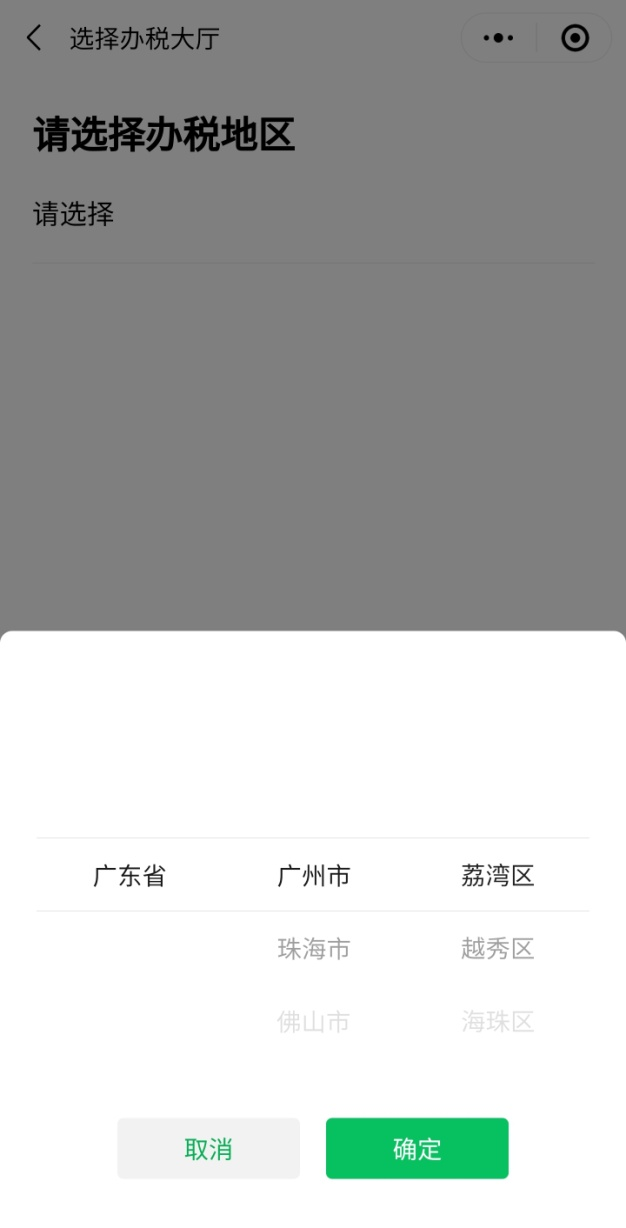 选择办税大厅
请选择办税地区
请选择
广东省 广州市 荔湾区
珠海市 越秀区
佛山市 海珠区
取消 确定